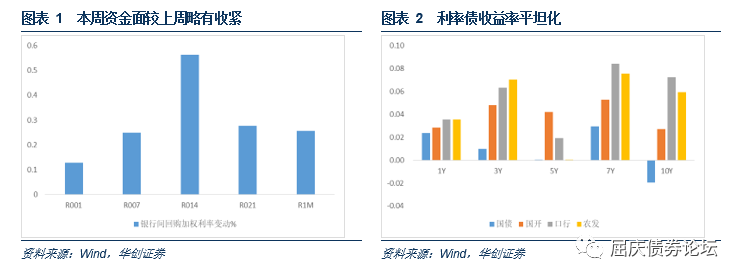 图表 1 本周资金面较上周略有收紧
0.6
0.5
0.4
0.3
0.2
0.1
0
R001 R007 R014 R021 R1M
银行间回购加权利率变动%
资料来源：Wind，华创证券
图表 2 利率债收益率平坦化
0.10
0.08
0.06
0.04
0.02
0.00
-0.02
-0.04
1Y 3Y 5Y 7Y 10Y
国债 国开 口行 农发
资料来源：Wind，华创证券
屈庆债券论坛